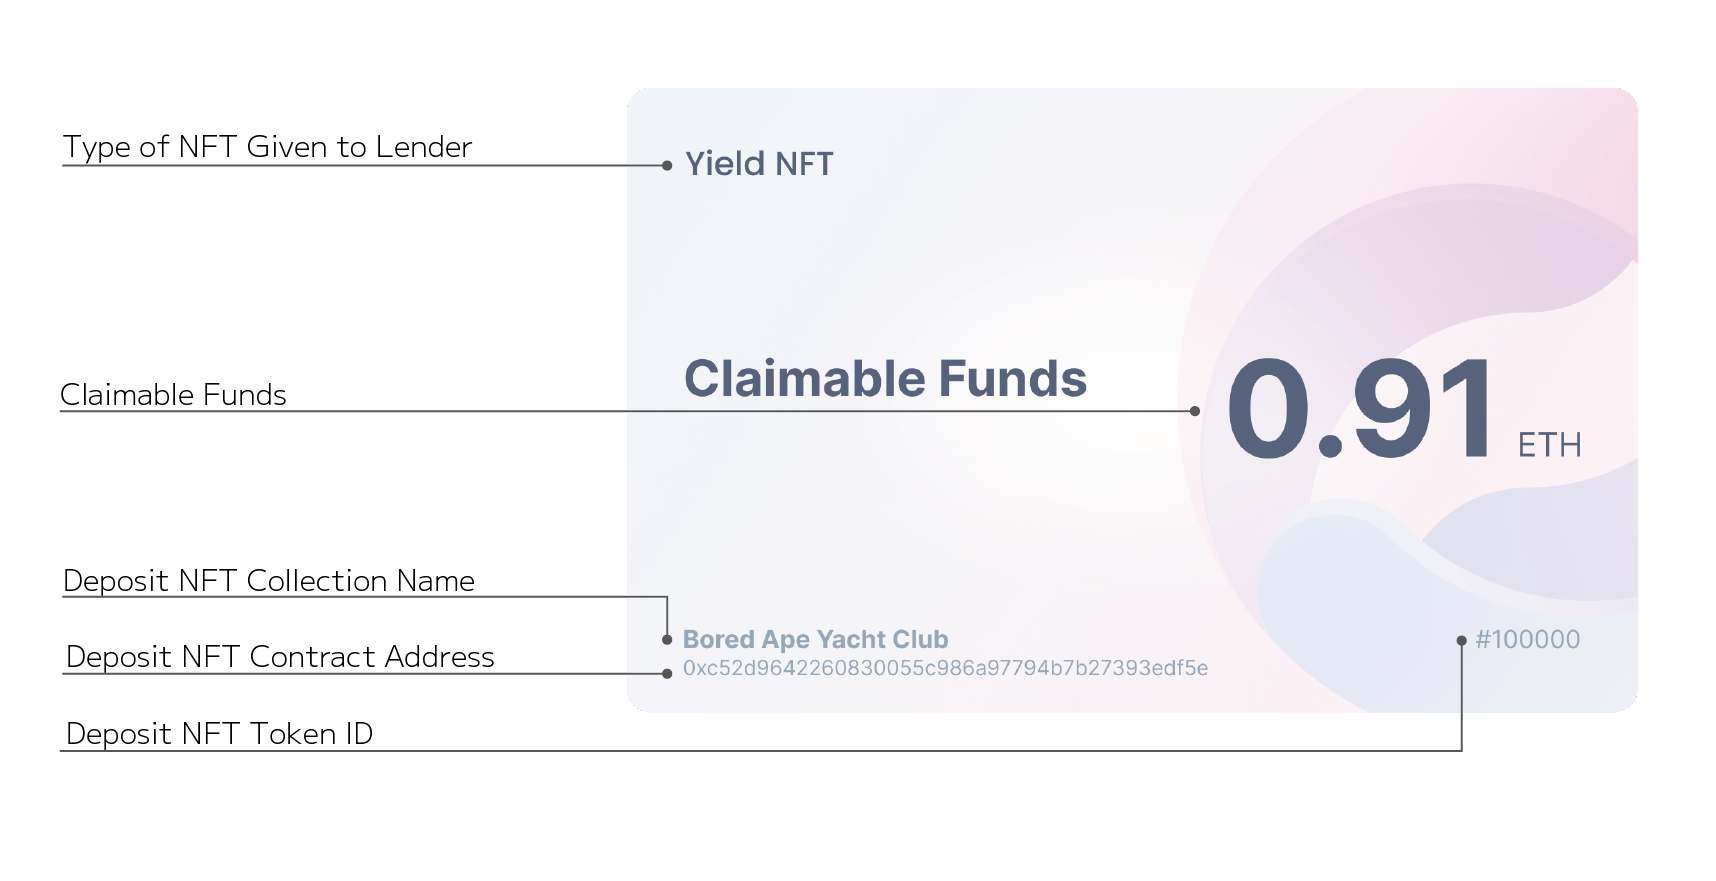 Type of NFT Given to Lender
Yield NFT
Claimable Funds
Claimable Funds
0.91 ETH
Deposit NFT Collection Name
Bored Ape Yacht Club
#100000
Deposit NFT Contract Address
0xc52d9642260830055c986a97794b7b27393edf5e
Deposit NFT Token ID